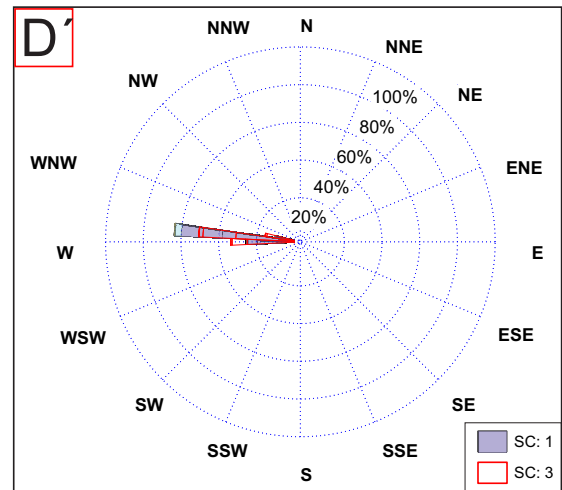 D´
N
NNE
NE
ENE
E
ESE
SE
SSE
S
SSW
SW
WSW
W
WNW
NW
NNW
100%
80%
60%
40%
20%
SC: 1
SC: 3